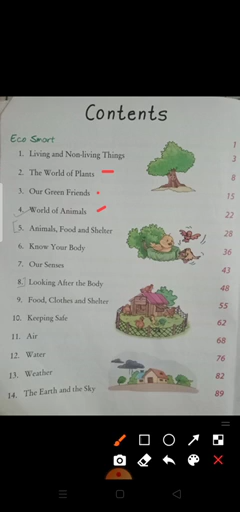 Contents
Eco Smart 1
1. Living and Non-living Things 3
2. The World of Plants 8
3. Our Green Friends 15
4. World of Animals 22
5. Animals, Food and Shelter 28
6. Know Your Body 36
7. Our Senses 43
8. Looking After the Body 48
9. Food, Clothes and Shelter 55
10. Keeping Safe 62
11. Air 68
12. Water 76
13. Weather 82
14. The Earth and the Sky 89